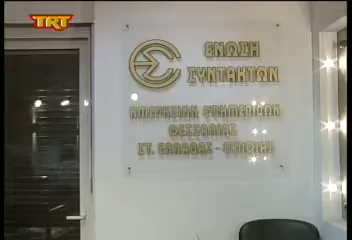 TRT
ΕΝΩΣΗ
ΣΥΝΤΑΚΤΩΝ
ΗΜΕΡΗΣΙΩΝ ΕΦΗΜΕΡΙΔΩΝ
ΘΕΣΣΑΛΙΑΣ
ΣΤ. ΕΛΛΑΔΑΣ - ΕΥΒΟΙΑΣ